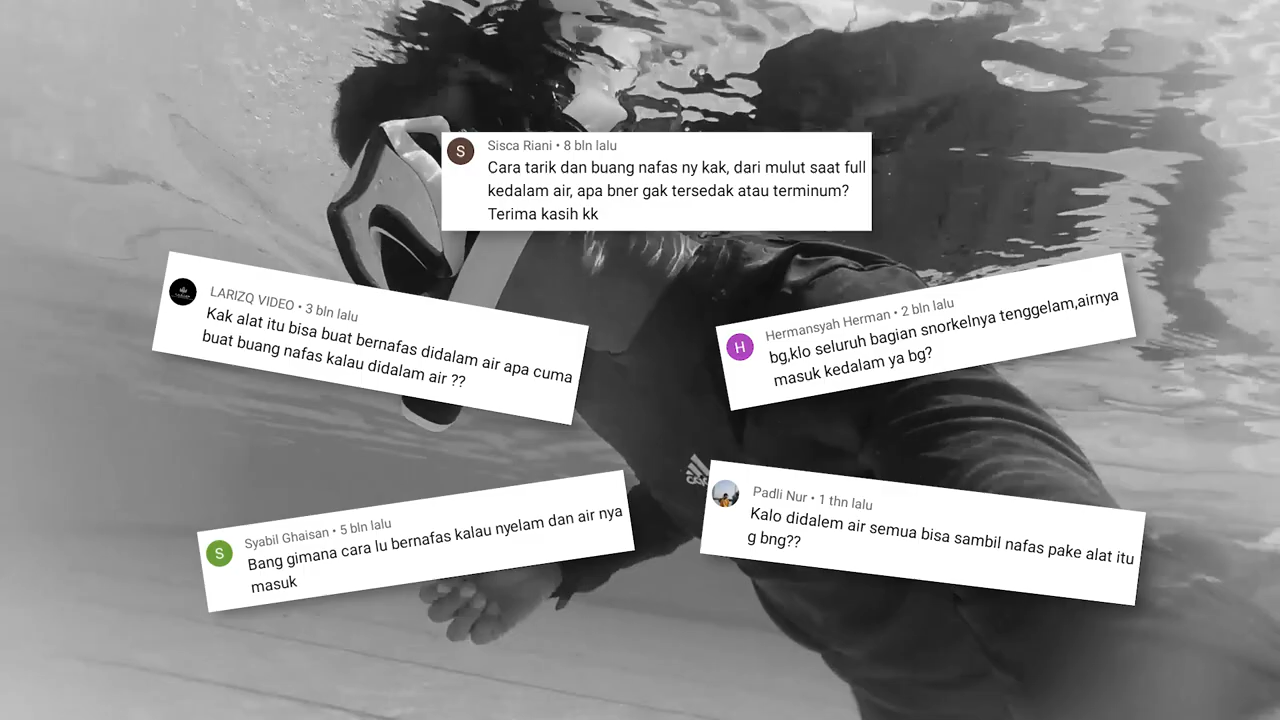 S
Sisca Riani • 8 bln lalu
Cara tarik dan buang nafas ny kak, dari mulut saat full
kedalam air, apa bner gak tersedak atau terminum?
Terima kasih kk
LARIZQ VIDEO • 3 bln lalu
Kak alat itu bisa buat bernafas didalam air apa cuma
buat buang nafas kalau didalam air ??
H
Hermansyah Herman • 2 bln lalu
bg,klo seluruh bagian snorkelnya tenggelam,airnya
masuk kedalam ya bg?
S
Syabil Ghaisan • 5 bln lalu
Bang gimana cara lu bernafas kalau nyelam dan air nya
masuk
Padli Nur • 1 thn lalu
Kalo didalem air semua bisa sambil nafas pake alat itu
g bng??